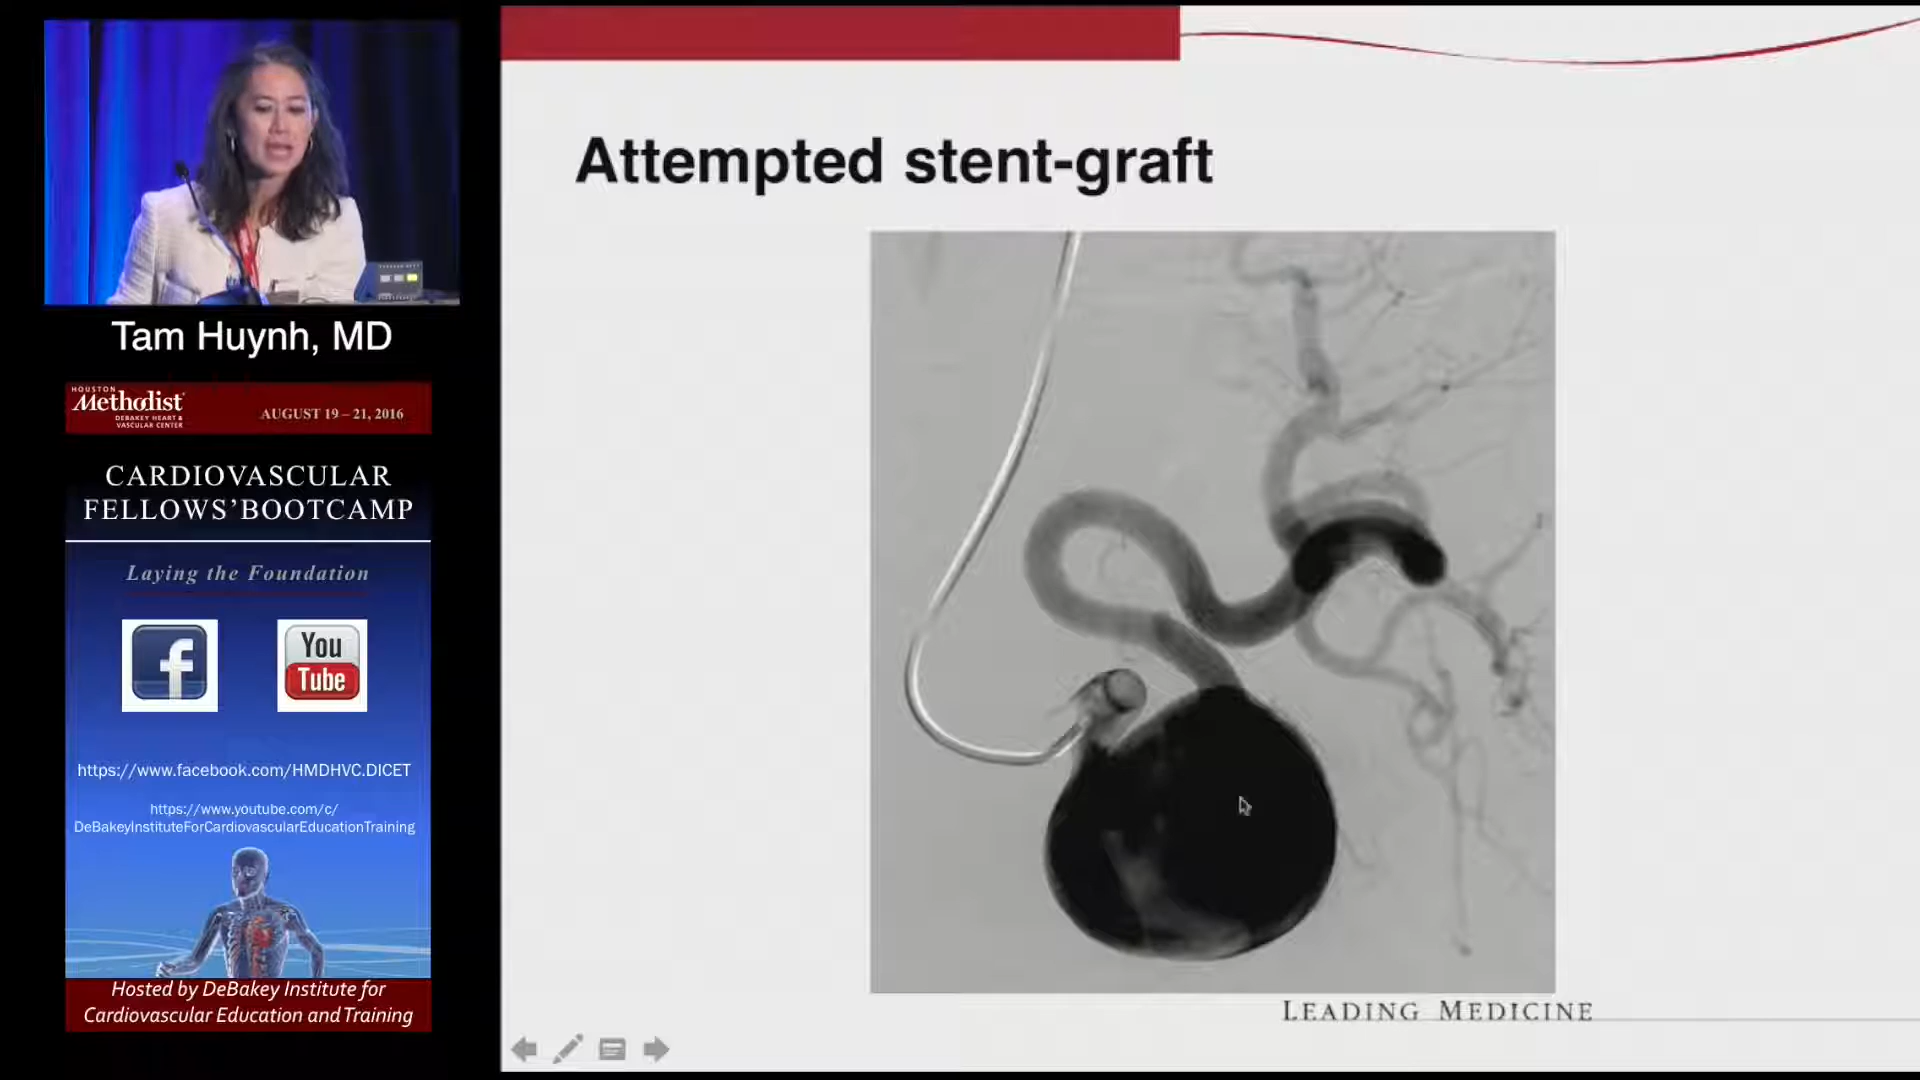 Tam Huynh, MD
HOUSTON
Methodist
DEBAKEY HEART &
VASCULAR CENTER
AUGUST 19 – 21, 2016
CARDIOVASCULAR
FELLOWS'BOOTCAMP
Laying the Foundation
You
Tube
https://www.facebook.com/HMDHVC.DICET
https://www.youtube.com/c/
DeBakeyInstituteForCardiovascularEducationTraining
Hosted by DeBakey Institute for
Cardiovascular Education and Training
Attempted stent-graft
LEADING MEDICINE